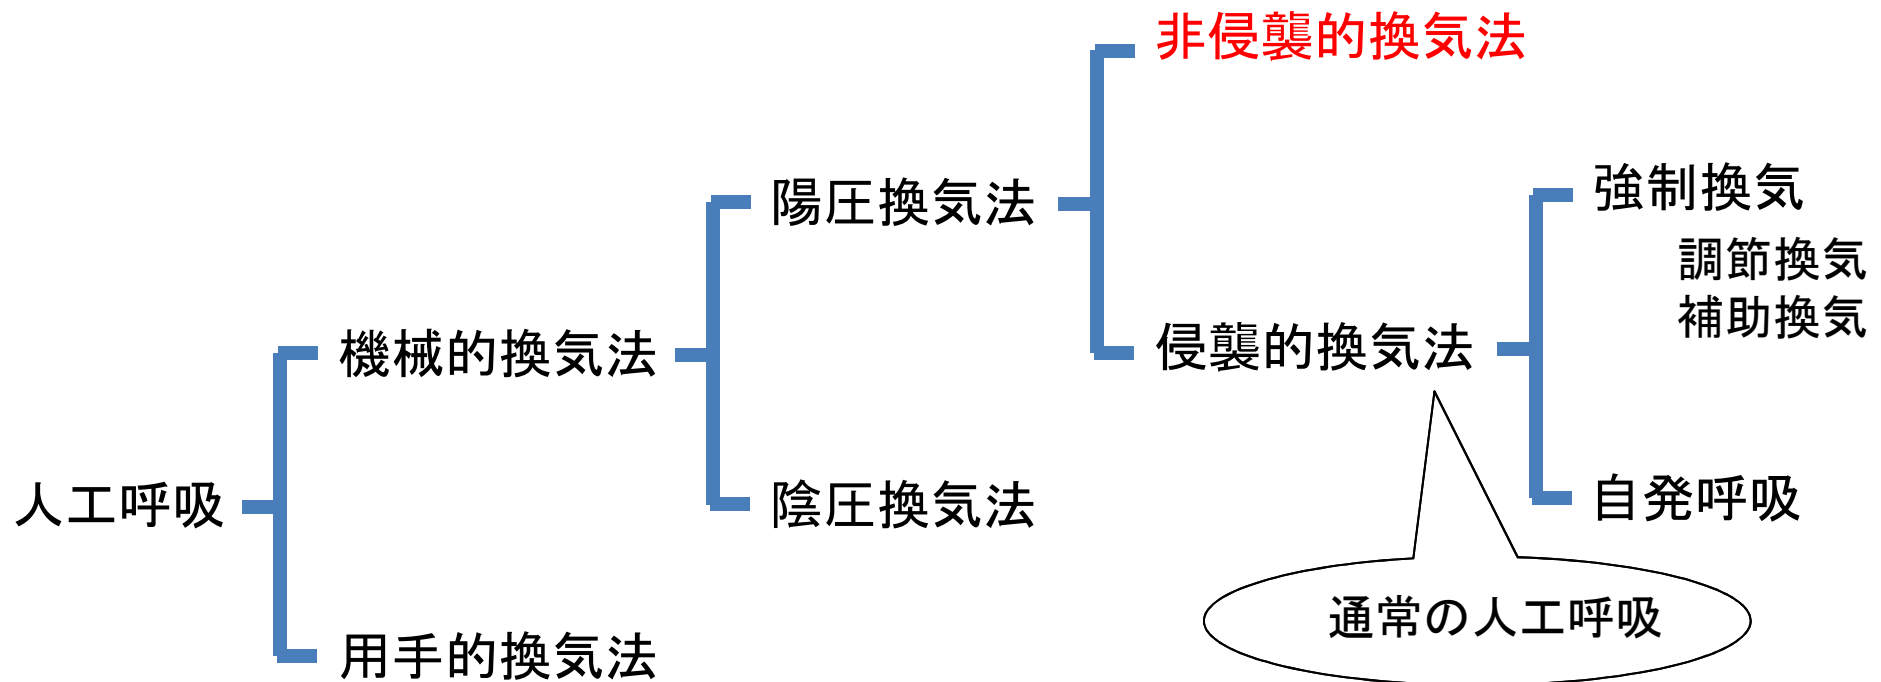 非侵襲的換気法
陽圧換気法
強制換気
調節換気
補助換気
機械的換気法
侵襲的換気法
人工呼吸
陰圧換気法
自発呼吸
用手的換気法
通常の人工呼吸